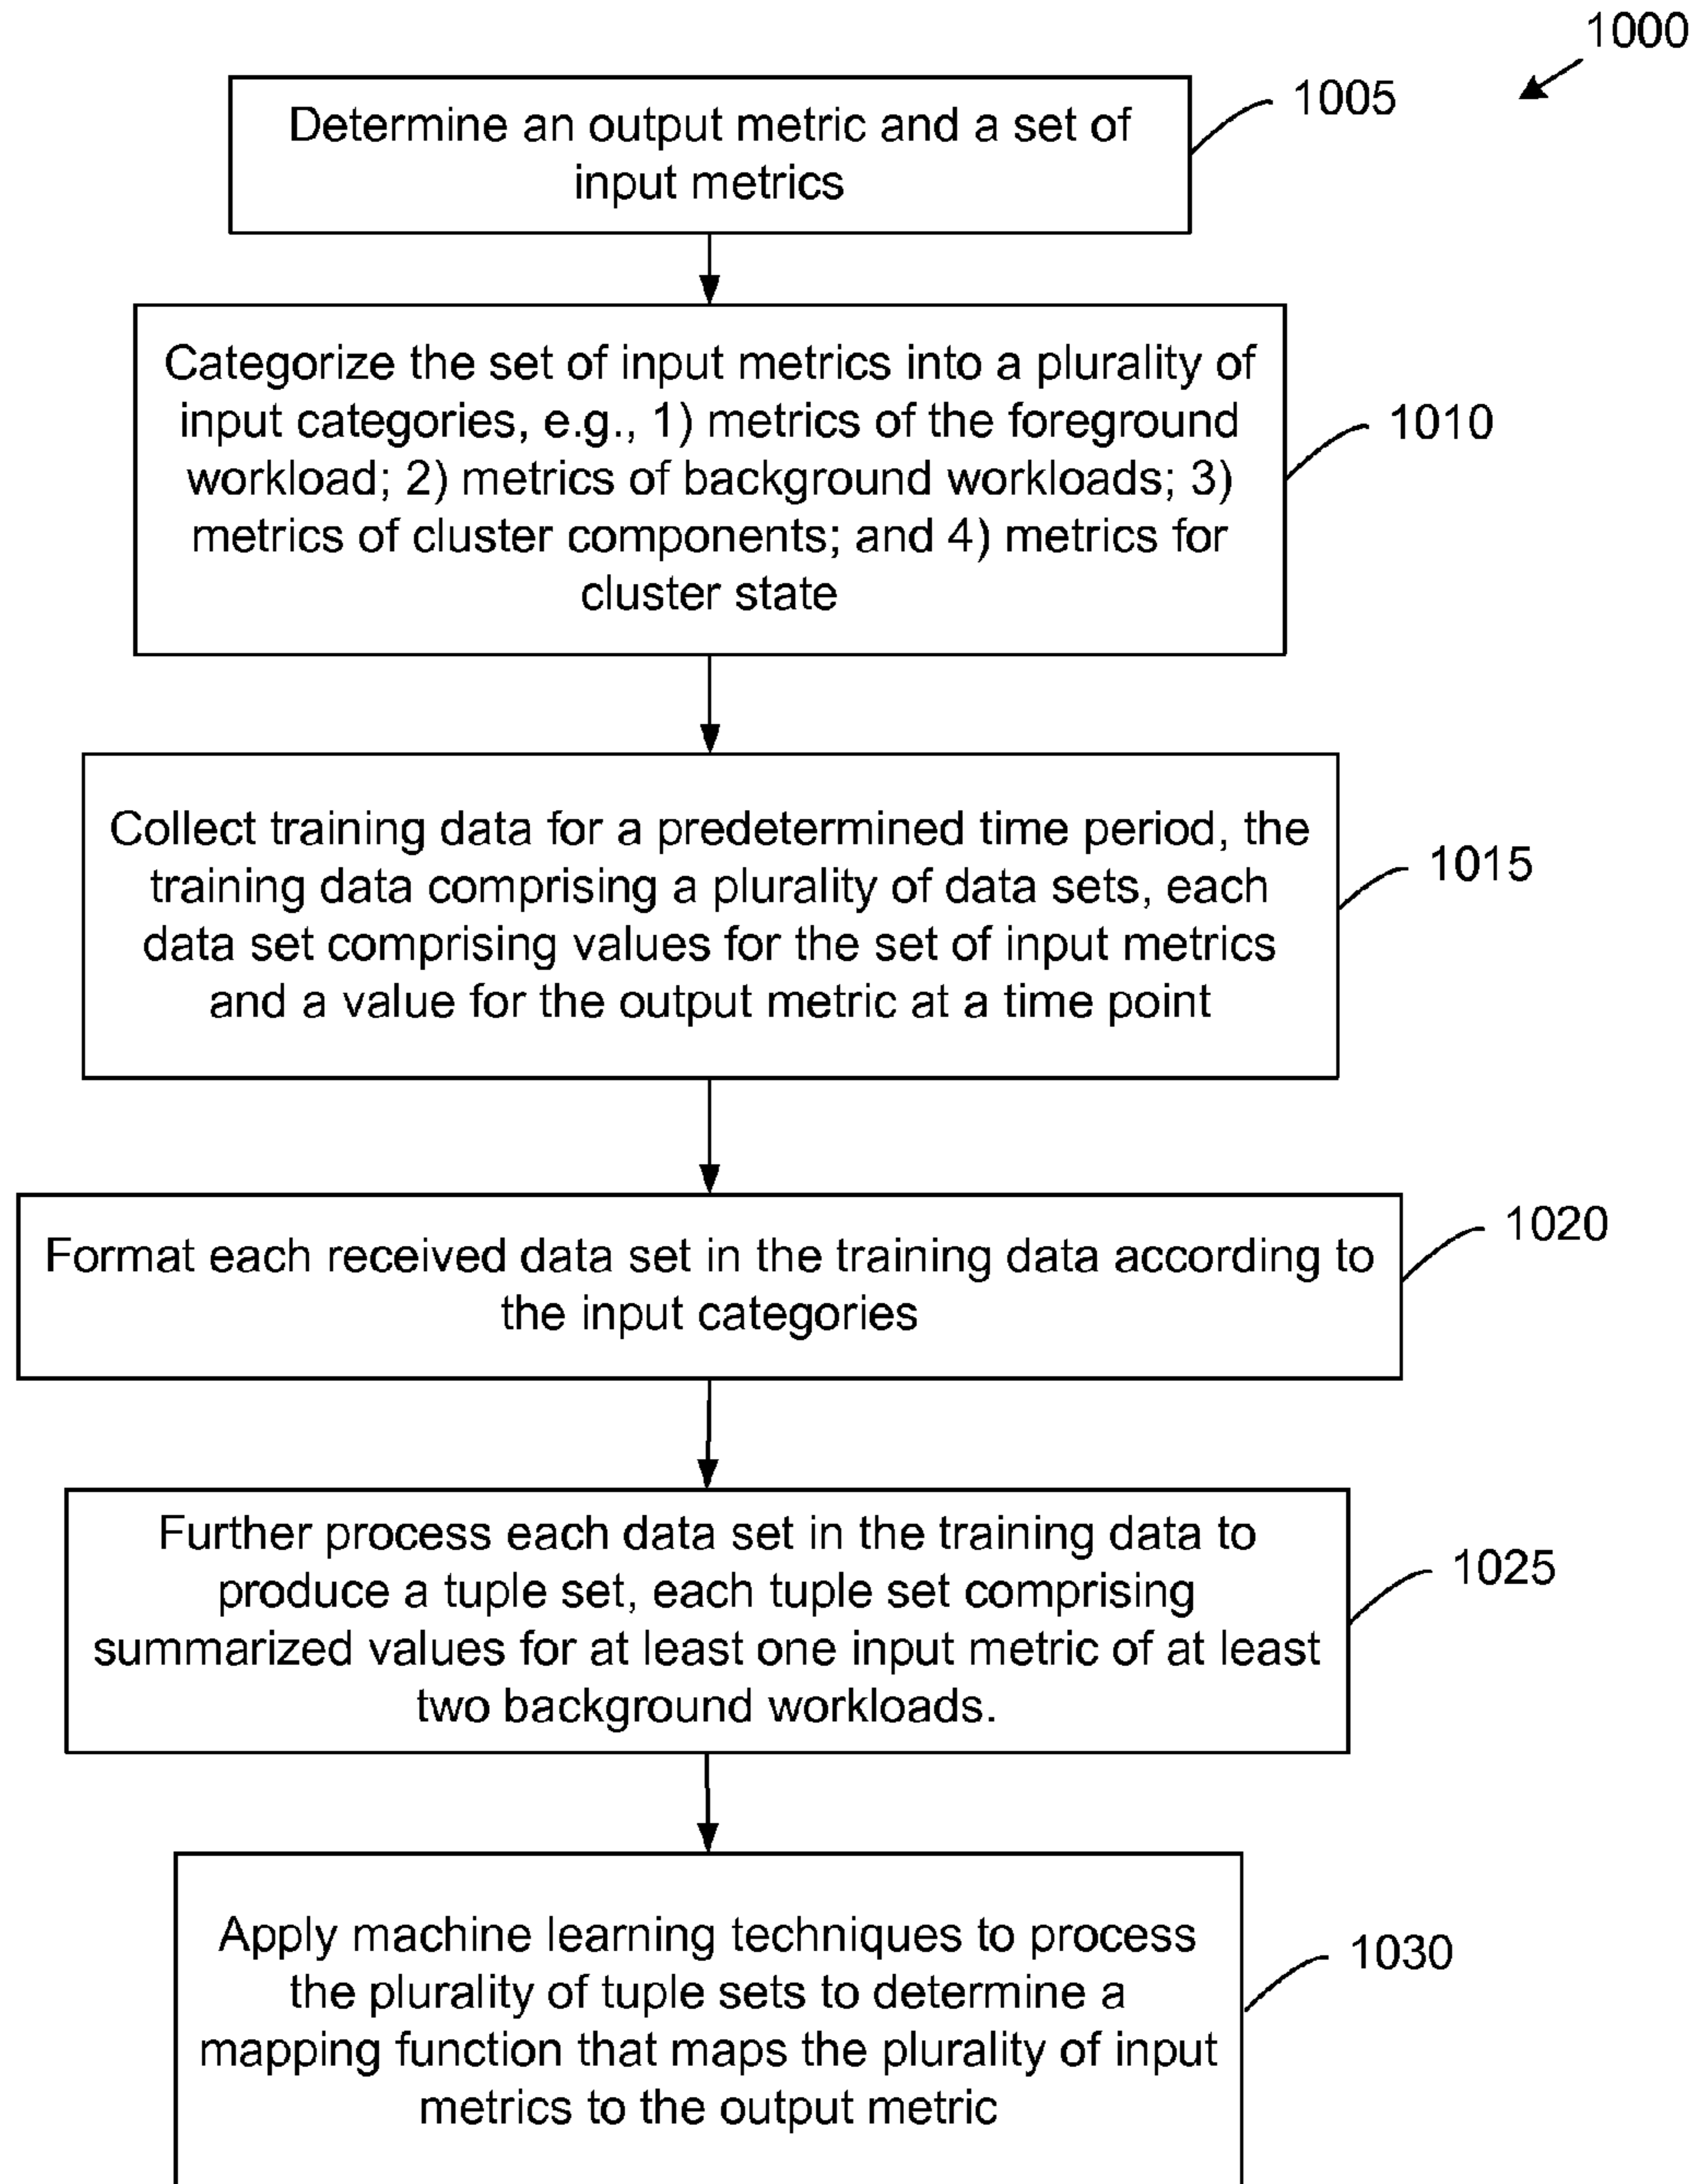 1000
Determine an output metric and a set of
input metrics
1005
Categorize the set of input metrics into a plurality of
input categories, e.g., 1) metrics of the foreground
workload; 2) metrics of background workloads; 3)
metrics of cluster components; and 4) metrics for
cluster state
1010
Collect training data for a predetermined time period, the
training data comprising a plurality of data sets, each
data set comprising values for the set of input metrics
and a value for the output metric at a time point
1015
Format each received data set in the training data according to
the input categories
1020
Further process each data set in the training data to
produce a tuple set, each tuple set comprising
summarized values for at least one input metric of at least
two background workloads.
1025
Apply machine learning techniques to process
the plurality of tuple sets to determine a
mapping function that maps the plurality of input
metrics to the output metric
1030